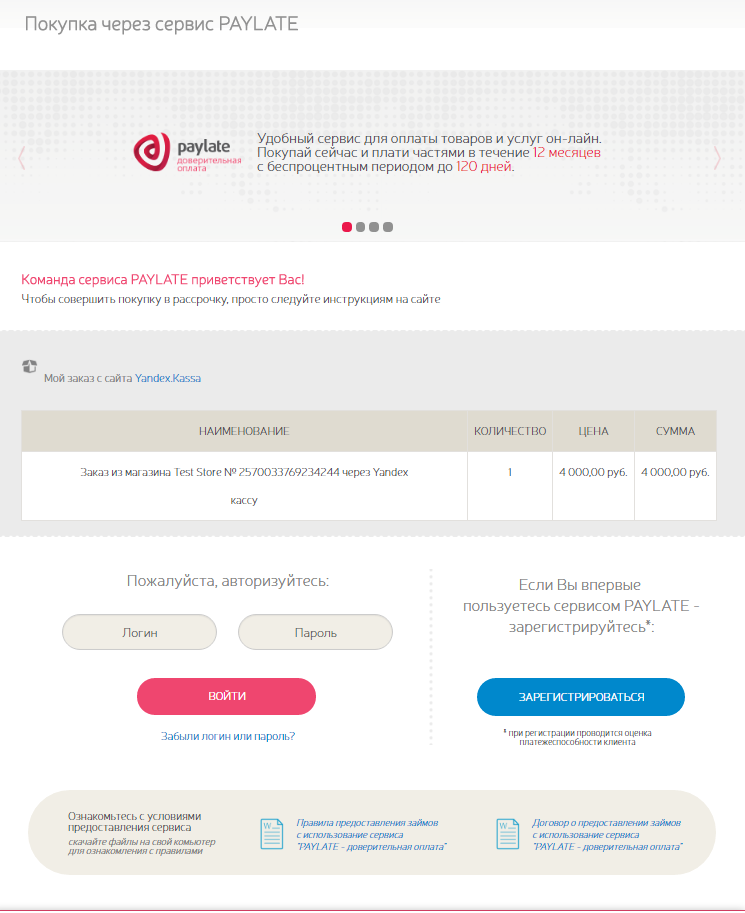 Покупка через сервис PAYLATE
paylate
доверительная
оплата
Удобный сервис для оплаты товаров и услуг он-лайн.
Покупай сейчас и плати частями в течение 12 месяцев
с беспроцентным периодом до 120 дней.
Команда сервиса PAYLATE приветствует Вас!
Чтобы совершить покупку в рассрочку, просто следуйте инструкциям на сайте
Мой заказ с сайта Yandex.Kassa
НАИМЕНОВАНИЕ КОЛИЧЕСТВО ЦЕНА СУММА
Заказ из магазина Test Store № 2570033769234244 через Yandex 1 4 000,00 руб. 4 000,00 руб.
кассу
Пожалуйста, авторизуйтесь:
Логин Пароль
ВОЙТИ
Забыли логин или пароль?
Если Вы впервые
пользуетесь сервисом PAYLATE -
зарегистрируйтесь*:
ЗАРЕГИСТРИРОВАТЬСЯ
* при регистрации проводится оценка
платежеспособности клиента
Ознакомьтесь с условиями
предоставления сервиса
скачайте файлы на свой комьютер
для ознакомления с правилами
W
Правила предоставления займов
с использование сервиса
"PAYLATE - доверительная оплата"
W
Договор о предоставлении займов
с использование сервиса
"PAYLATE - доверительная оплата"